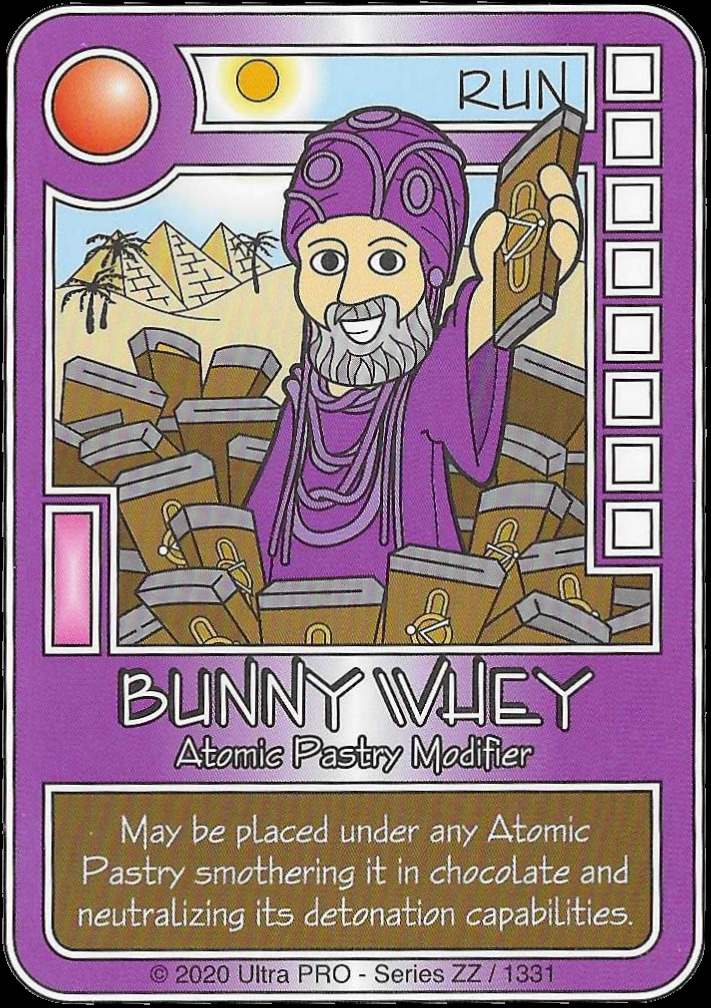 RUN
BUNNY WHEY
Atomic Pastry Modifier
May be placed under any Atomic
Pastry smothering it in chocolate and
neutralizing its detonation capabilities.
© 2020 Ultra PRO - Series ZZ / 1331